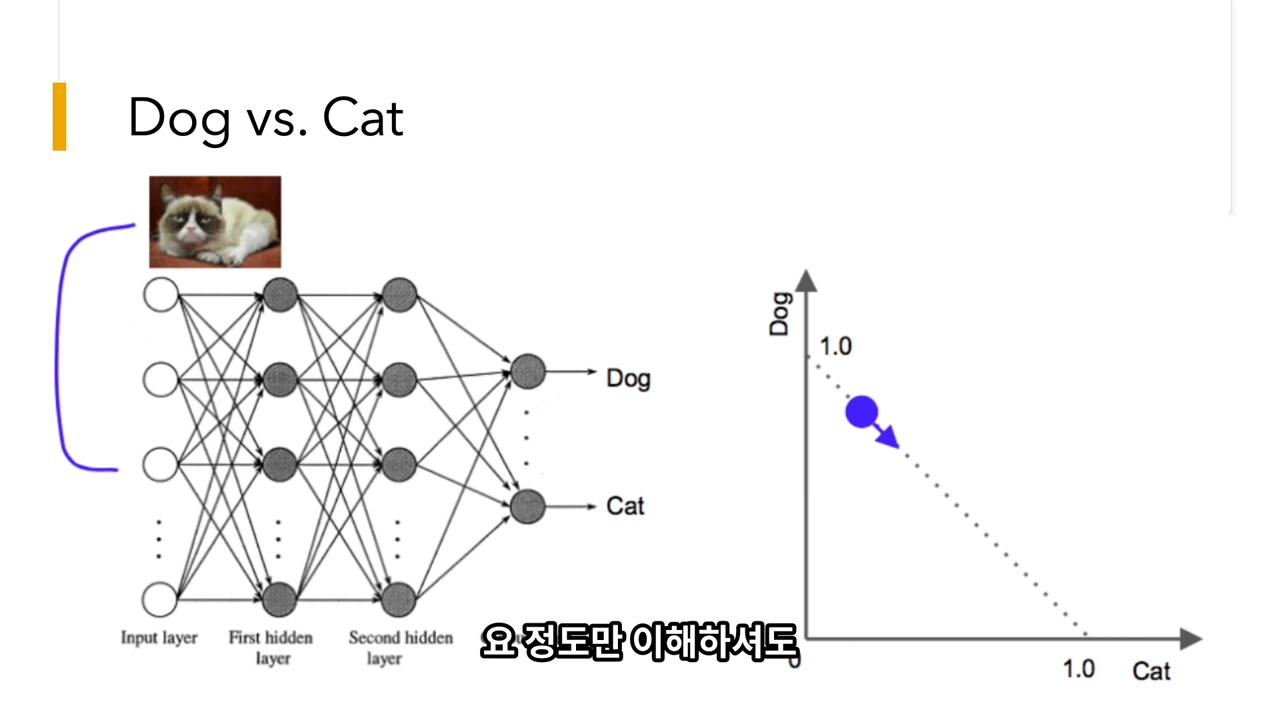 Dog vs. Cat
Dog
Cat
Input layer
First hidden
layer
Second hidden
layer
Dog
1.0
0
1.0
Cat
요 정도만 이해하셔도